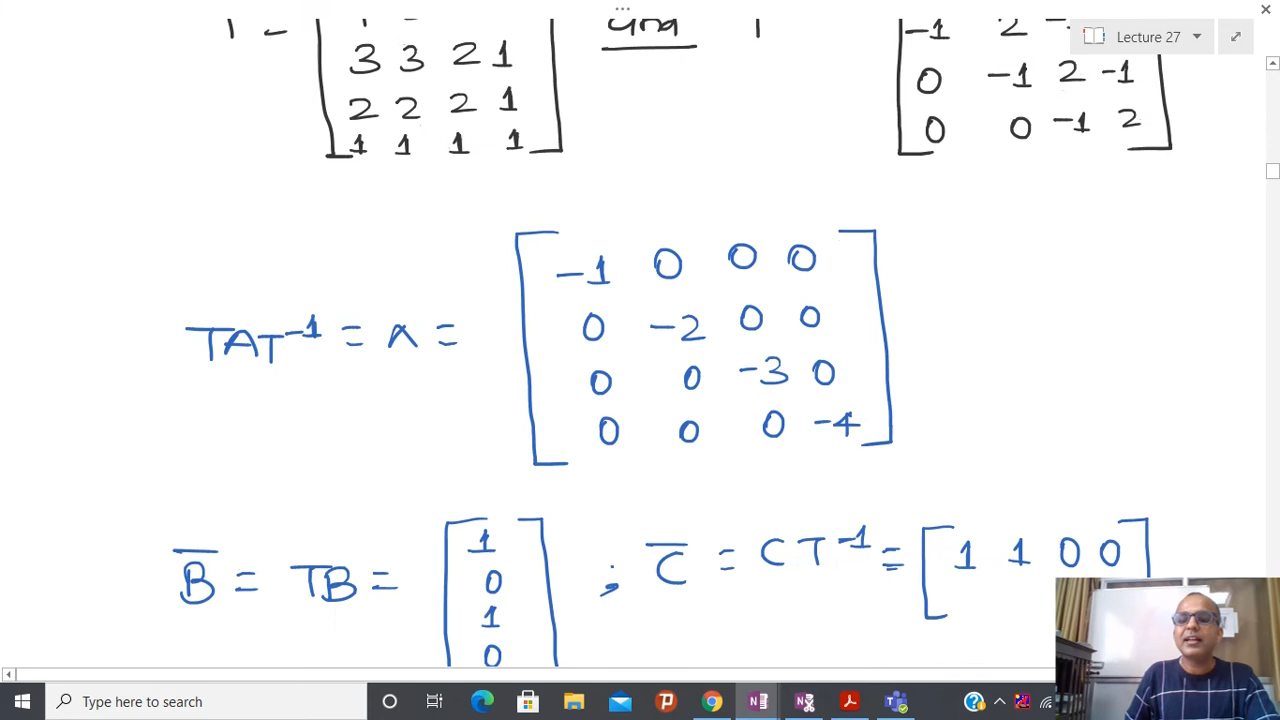 Lecture 27
and
3 3 2 1
2 2 2 1
1 1 1 1
-1 2
0 -1 2 -1
0 0 -1 2
TAT⁻¹ = Λ =
-1 0 0 0
0 -2 0 0
0 0 -3 0
0 0 0 -4
B̅ = TB =
1
0
1
0
; C̅ = CT⁻¹ = [1 1 0 0]
Type here to search